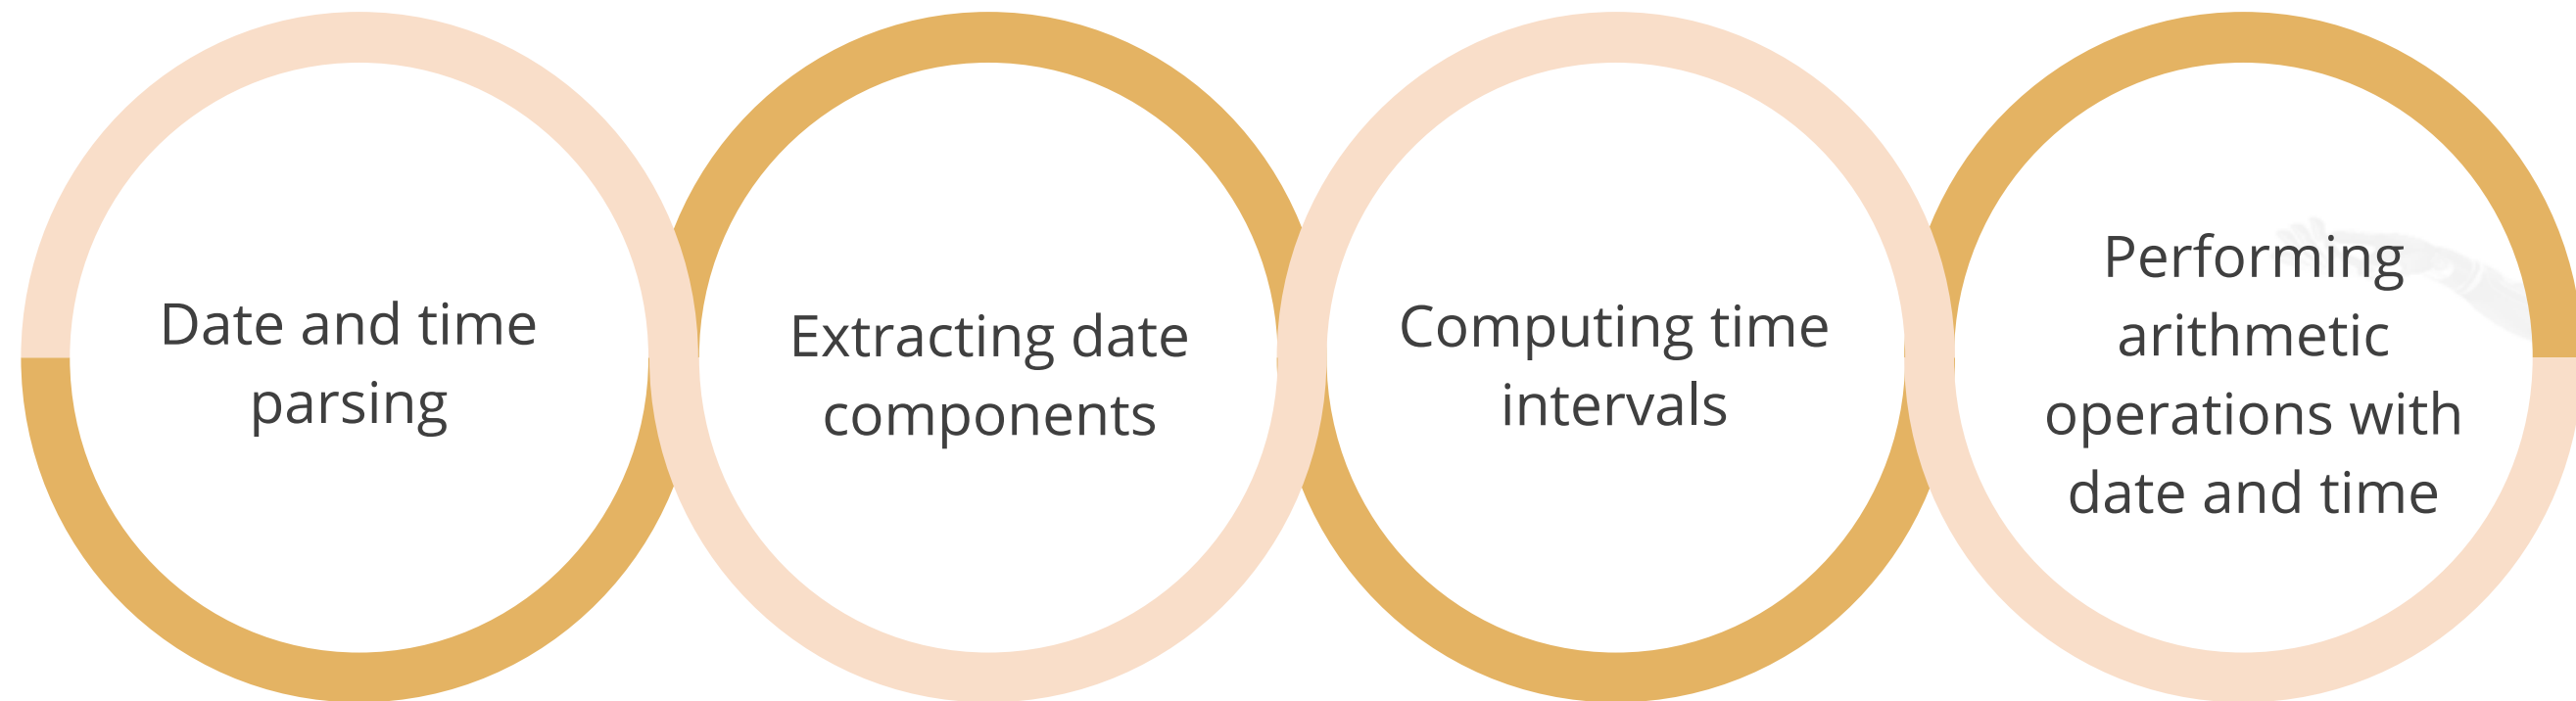 Date and time
parsing
Extracting date
components
Computing time
intervals
Performing
arithmetic
operations with
date and time